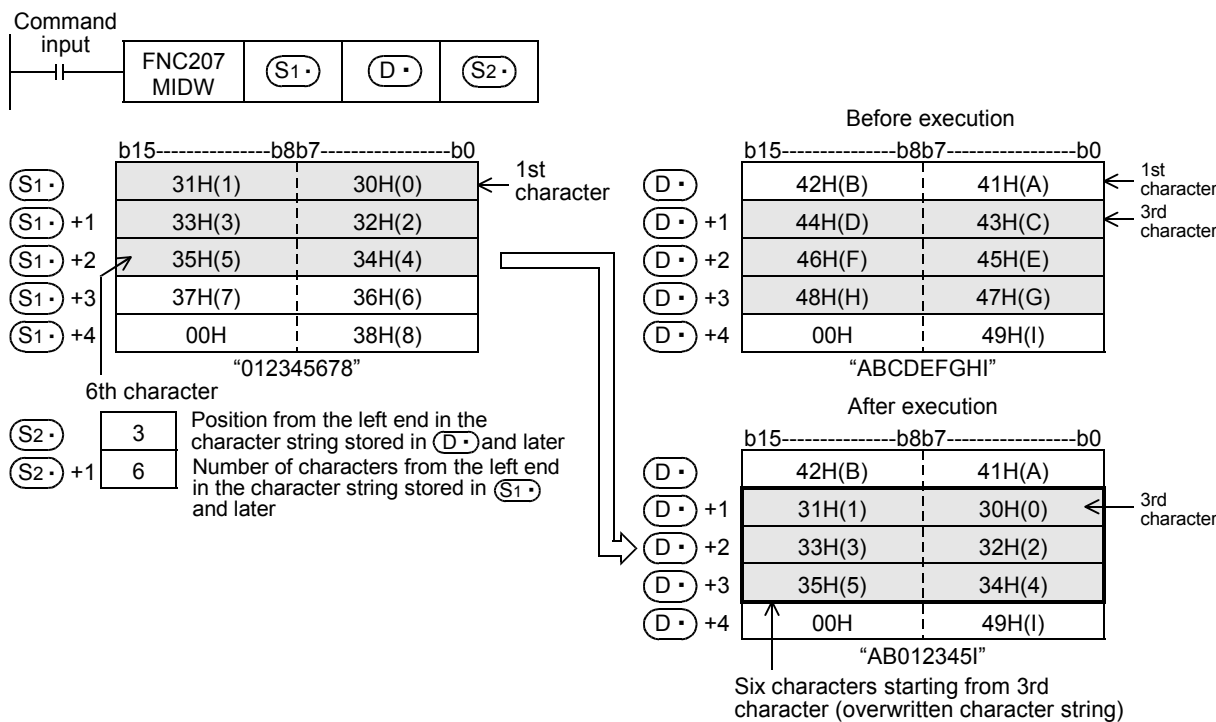 Command
input
FNC207
MIDW
S1・
D・
S2・
b15---------------b8b7-----------------b0
S1・ 31H(1) 30H(0)
1st
character
S1・ +1 33H(3) 32H(2)
S1・ +2 35H(5) 34H(4)
S1・ +3 37H(7) 36H(6)
S1・ +4 00H 38H(8)
“012345678”
6th character
S2・ 3 Position from the left end in the
character string stored in D・ and later
S2・ +1 6 Number of characters from the left end
in the character string stored in S1・
and later
Before execution
b15---------------b8b7-----------------b0
D・ 42H(B) 41H(A)
1st
character
D・ +1 44H(D) 43H(C)
3rd
character
D・ +2 46H(F) 45H(E)
D・ +3 48H(H) 47H(G)
D・ +4 00H 49H(I)
“ABCDEFGHI”
After execution
b15---------------b8b7-----------------b0
D・ 42H(B) 41H(A)
D・ +1 31H(1) 30H(0)
3rd
character
D・ +2 33H(3) 32H(2)
D・ +3 35H(5) 34H(4)
D・ +4 00H 49H(I)
“AB012345I”
Six characters starting from 3rd
character (overwritten character string)